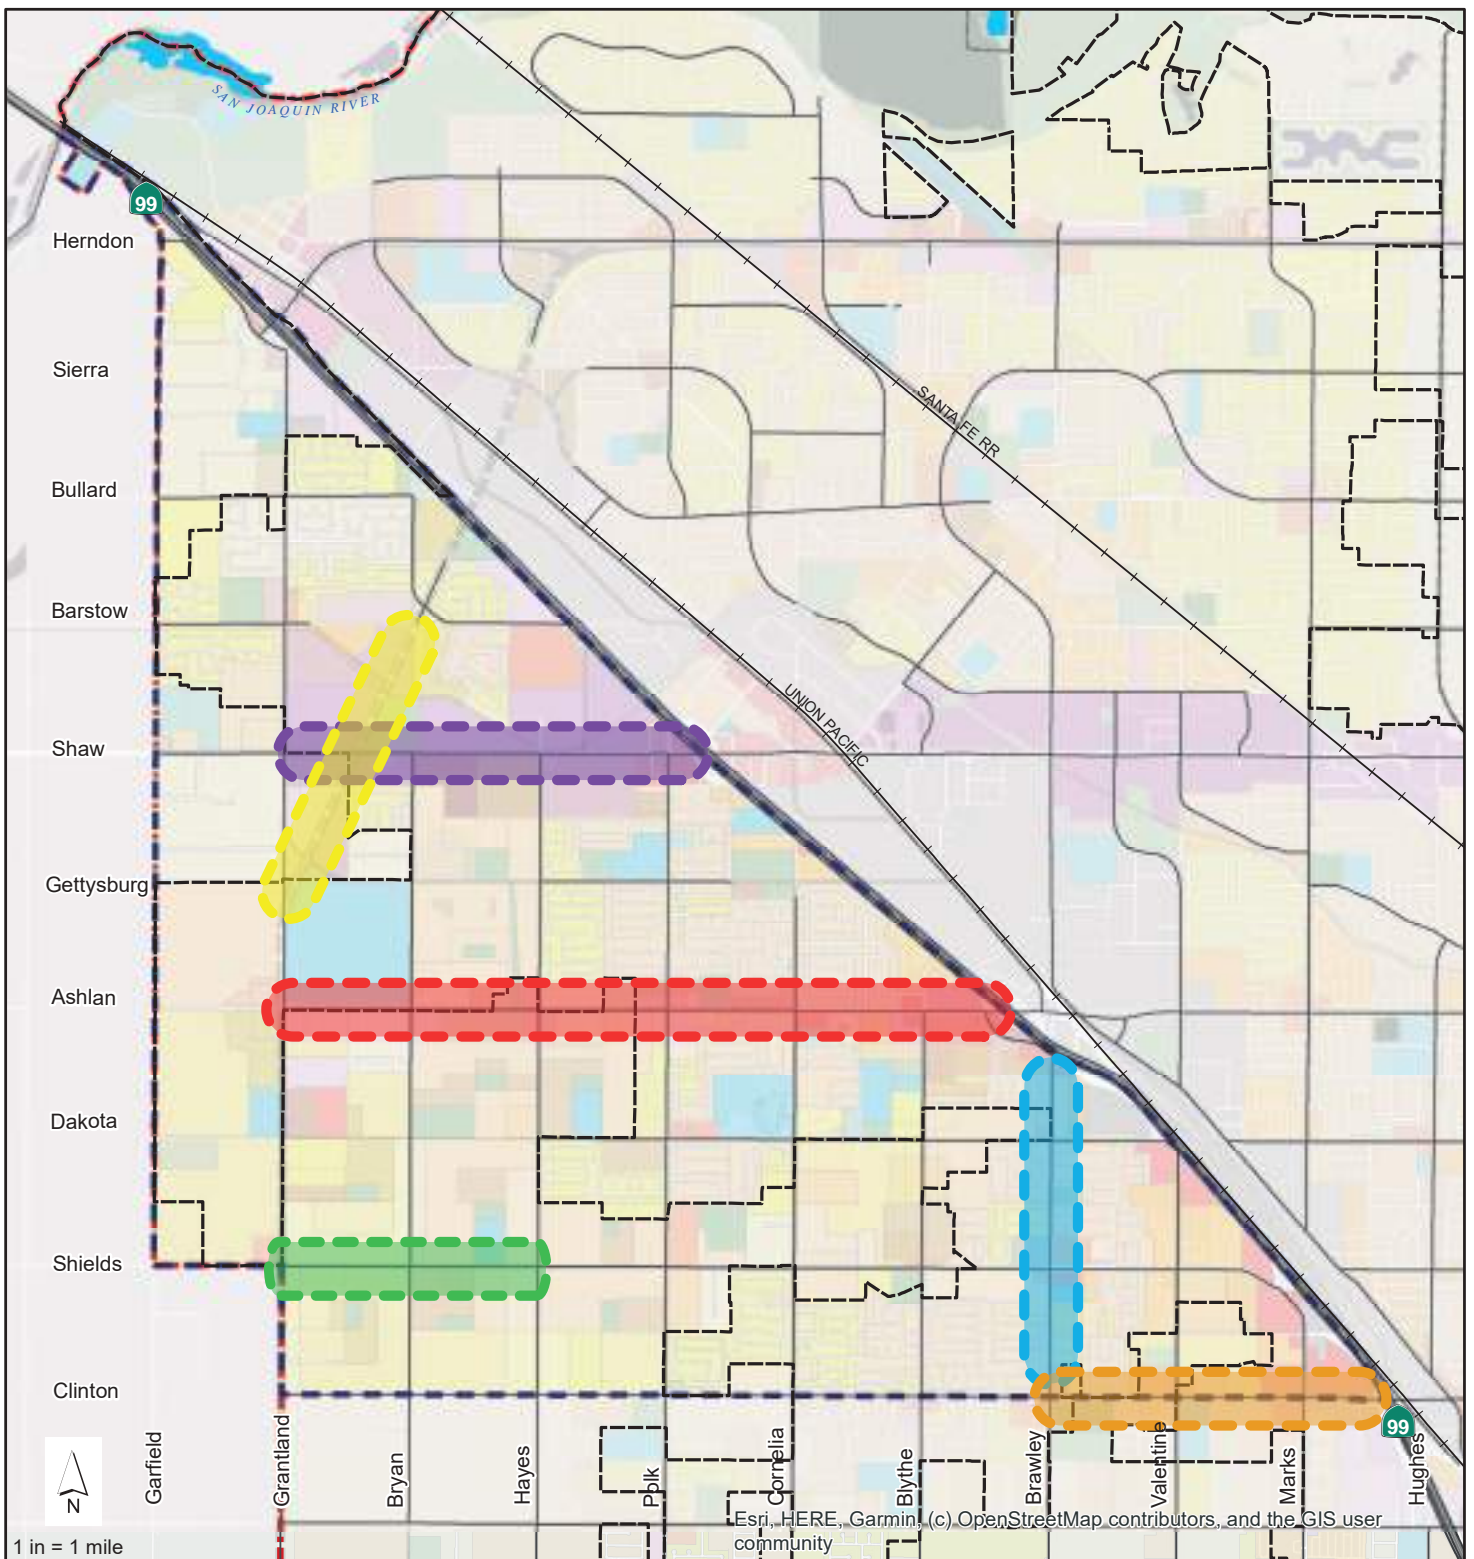 SAN JOAQUIN RIVER
99
Herndon
Sierra
SANTA FE RR
Bullard
Barstow
UNION PACIFIC
Shaw
Gettysburg
Ashlan
Dakota
Shields
Clinton
99
Garfield
Grantland
Bryan
Hayes
Polk
Cornelia
Blythe
Brawley
Valentine
Marks
Hughes
N
Esri, HERE, Garmin, (c) OpenStreetMap contributors, and the GIS user
community
1 in = 1 mile